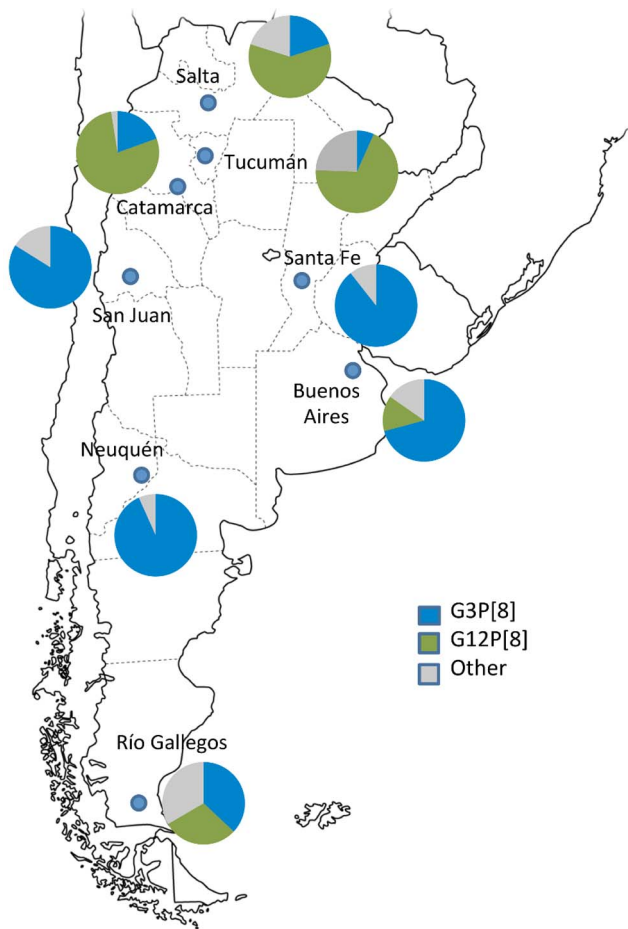 Salta
Tucumán
Catamarca
Santa Fe
San Juan
Buenos
Aires
Neuquén
G3P[8]
G12P[8]
Other
Río Gallegos